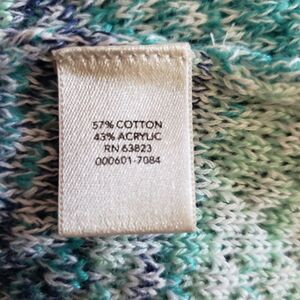 57% COTTON
43% ACRYLIC
RN 63823
000601-7084